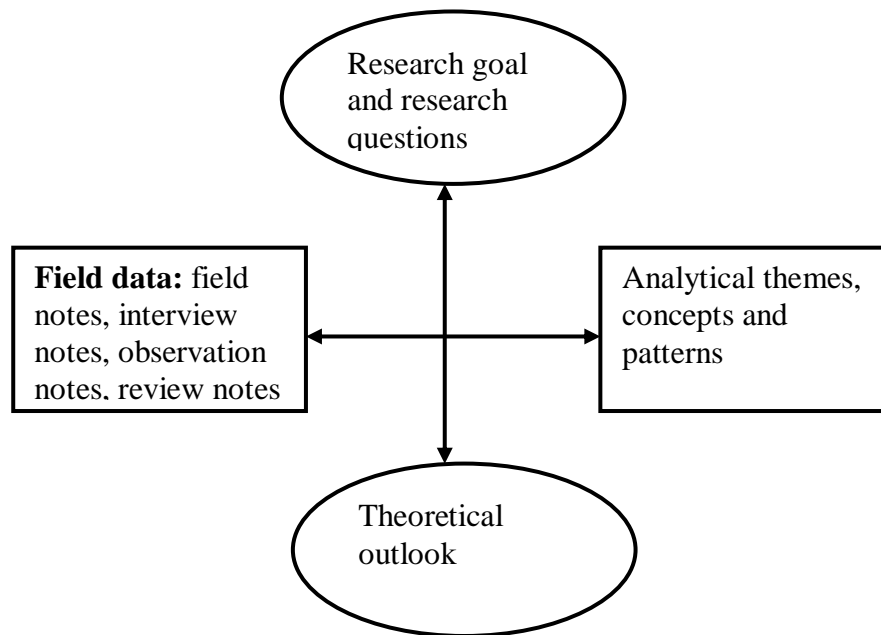 Research goal
and research
questions
Field data: field
notes, interview
notes, observation
notes, review notes
Analytical themes,
concepts and
patterns
Theoretical
outlook